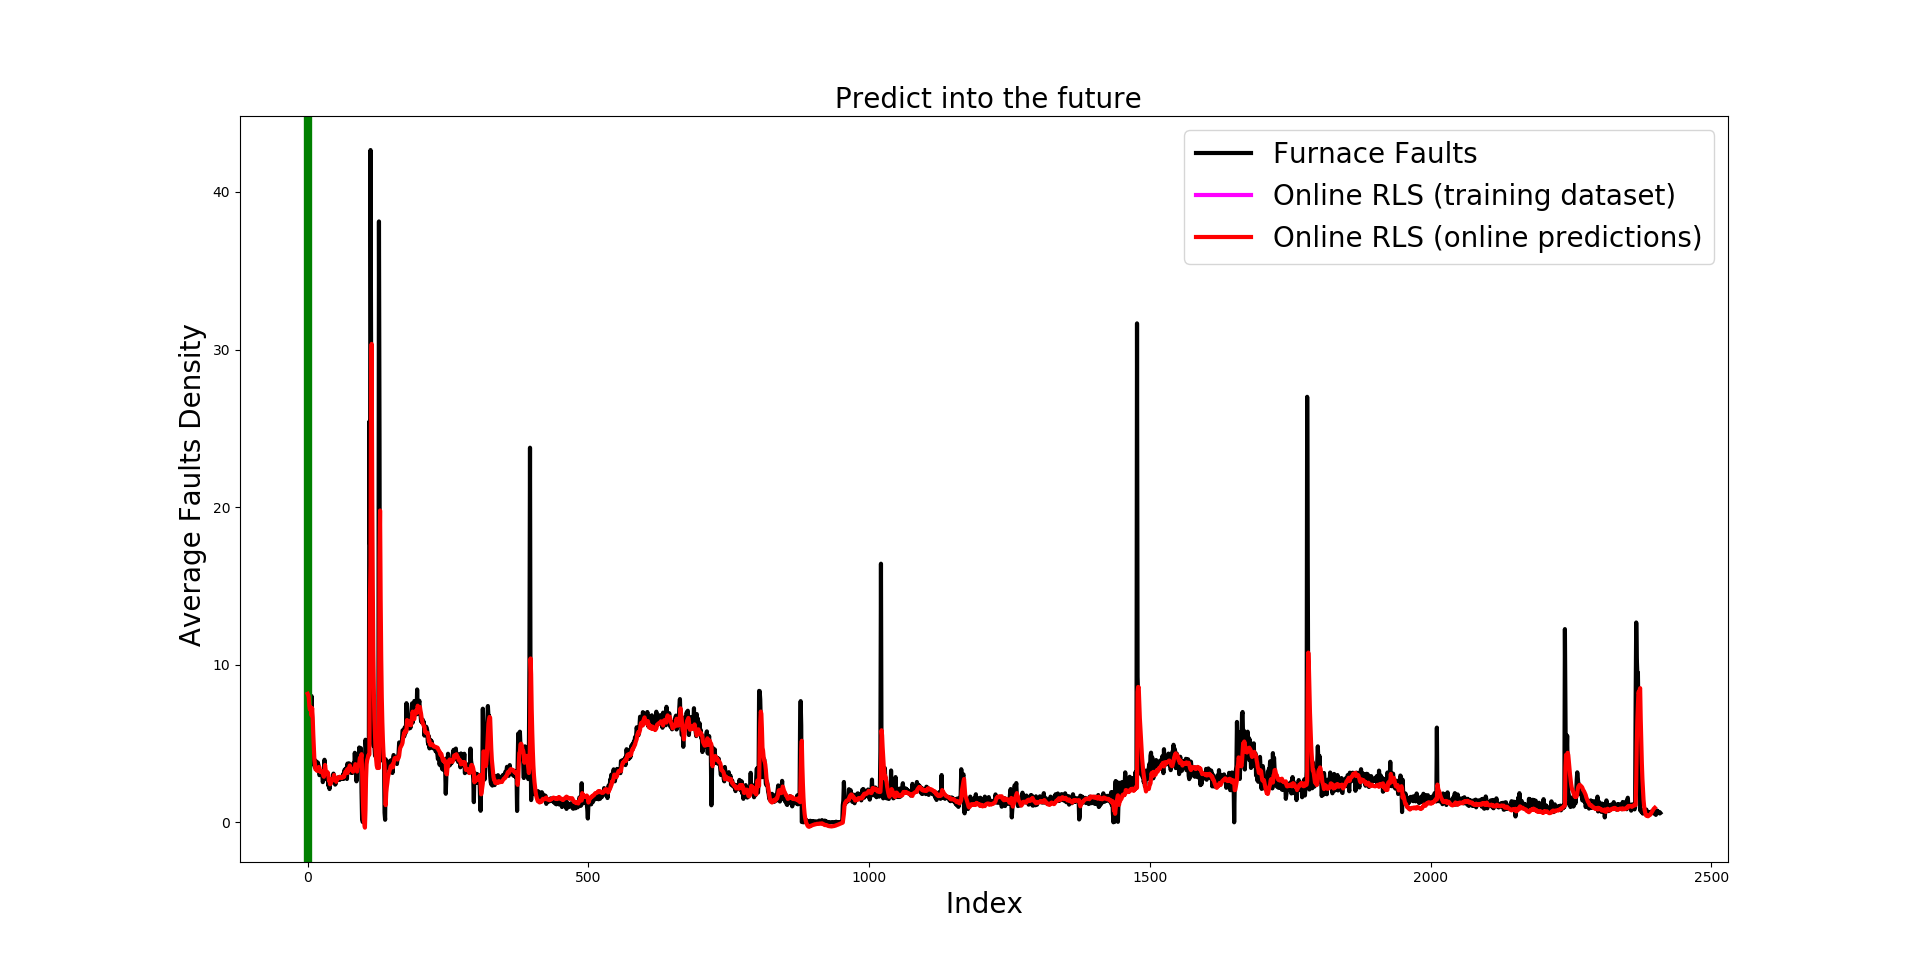 Predict into the future
Furnace Faults
Online RLS (training dataset)
Online RLS (online predictions)
Average Faults Density
40
30
20
10
0
0 500 1000 1500 2000 2500
Index